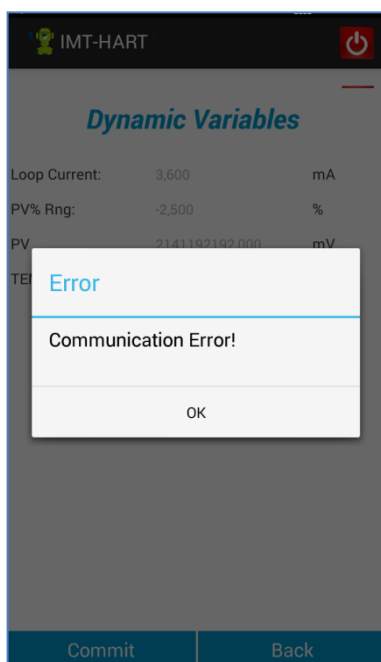 IMT-HART
Dynamic Variables
Loop Current: 3,600 mA
PV% Rng: -2,500 %
PV 2141192192,000 mV
Error
Communication Error!
OK
Commit Back